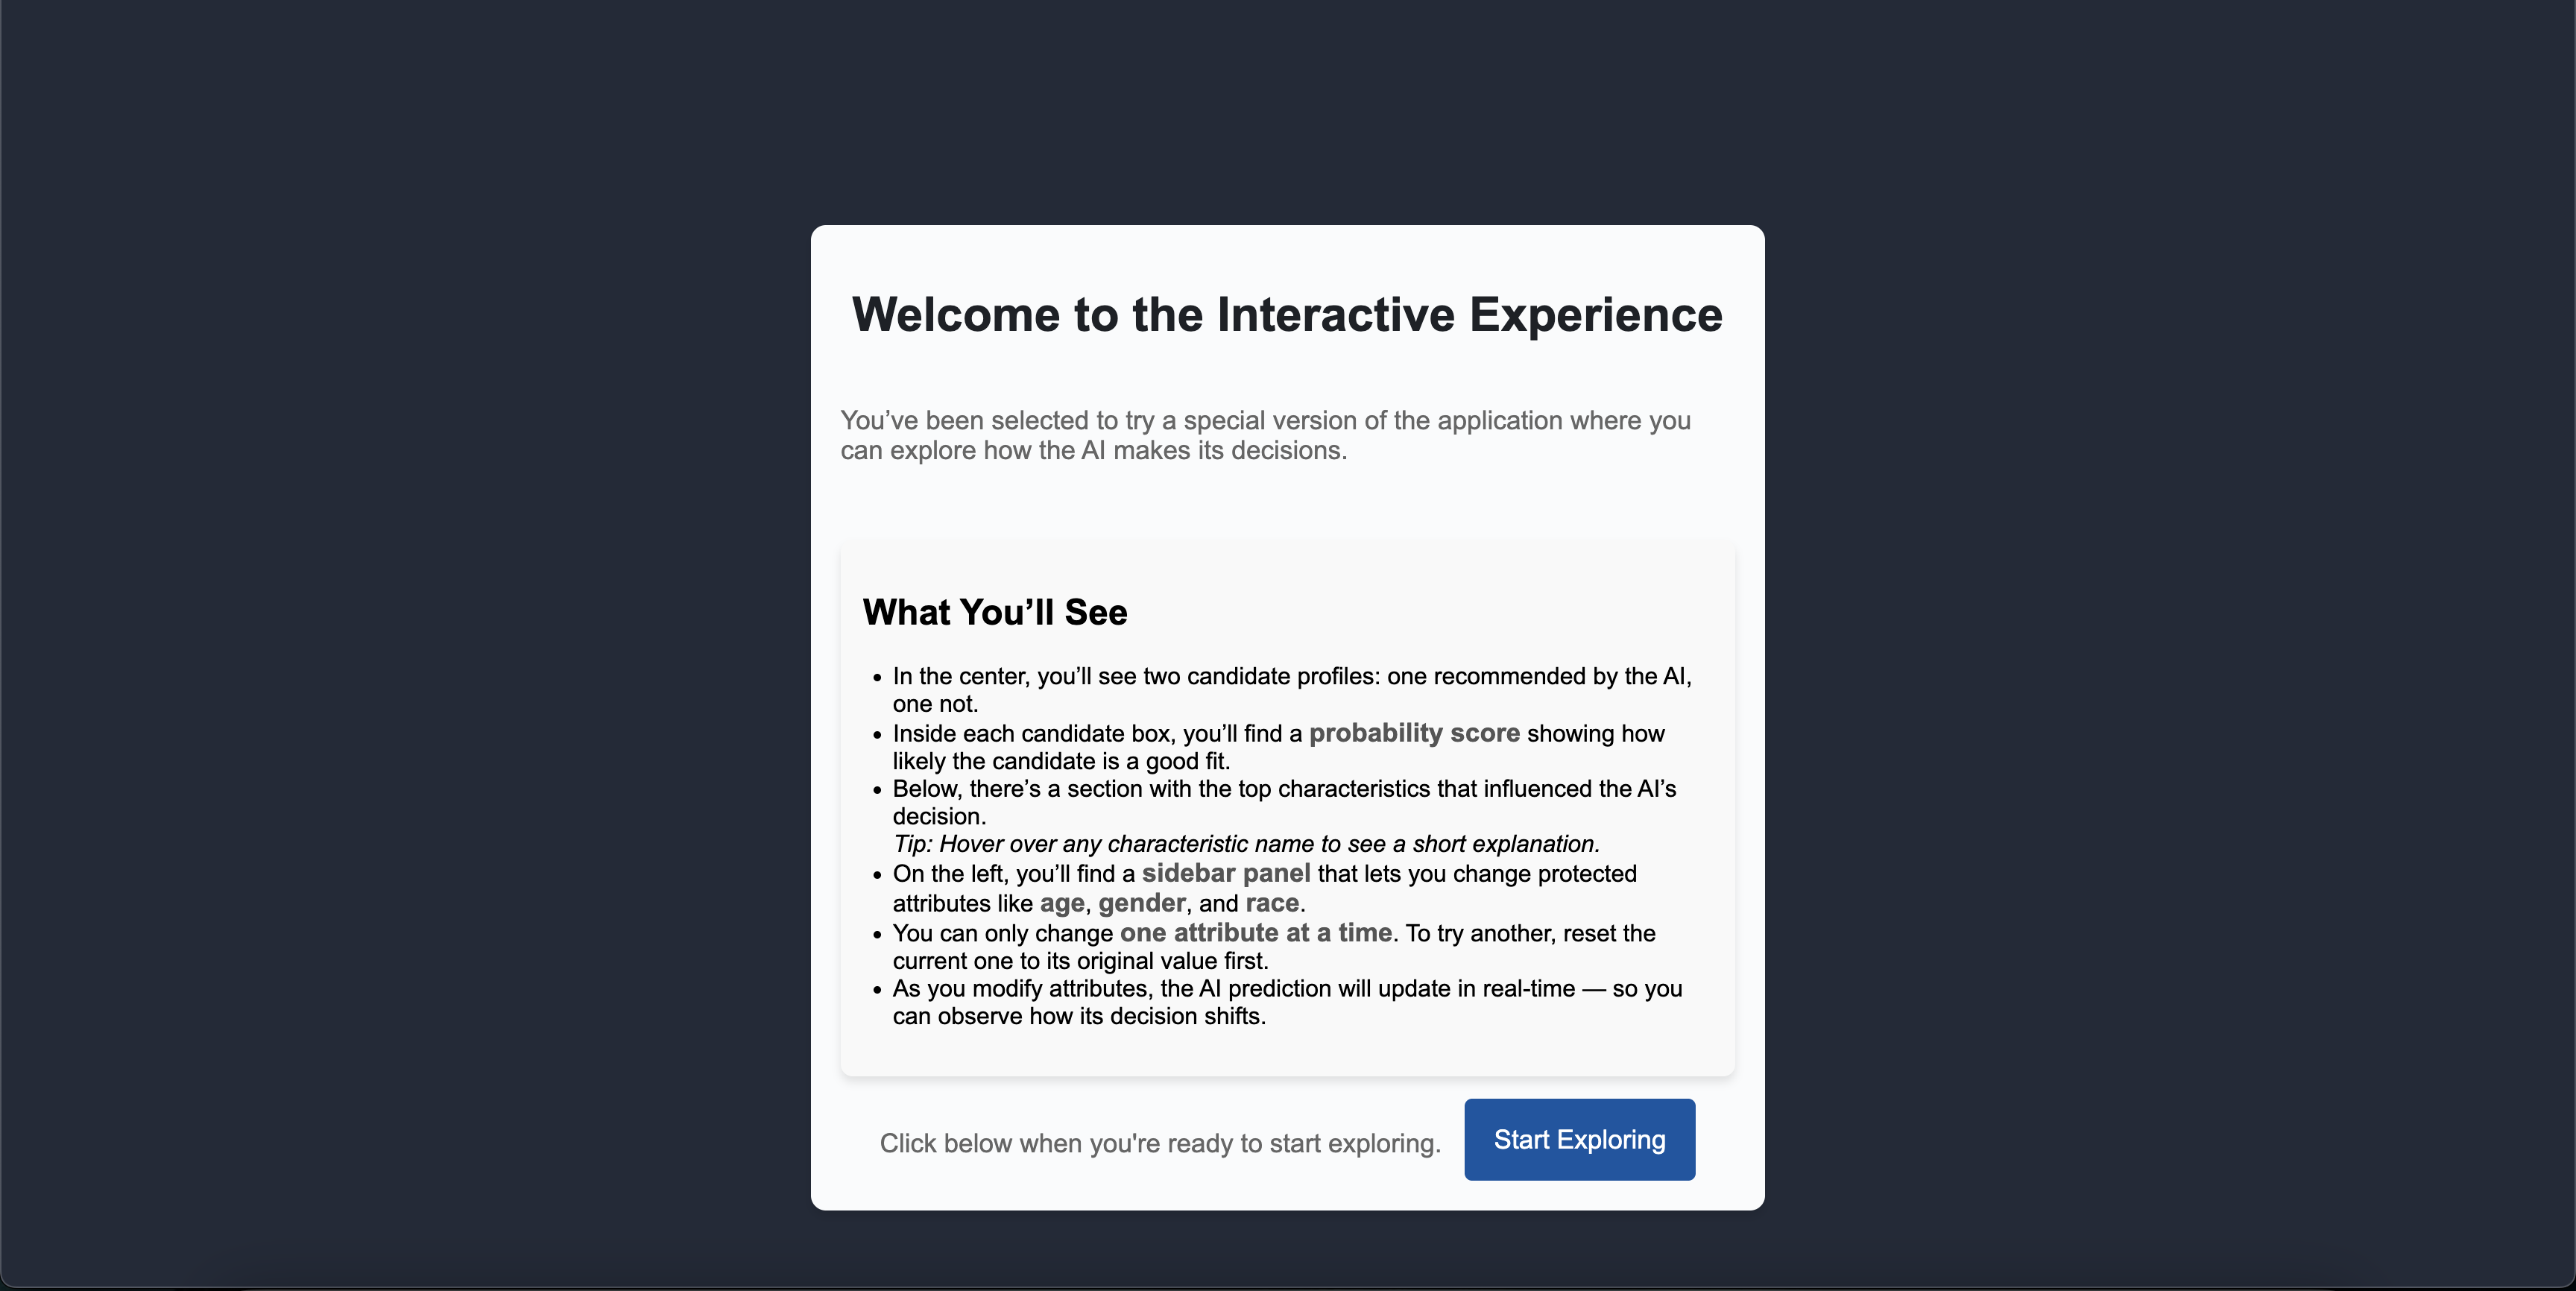 Welcome to the Interactive Experience
You’ve been selected to try a special version of the application where you
can explore how the AI makes its decisions.
What You’ll See
• In the center, you’ll see two candidate profiles: one recommended by the AI,
one not.
• Inside each candidate box, you’ll find a probability score showing how
likely the candidate is a good fit.
• Below, there’s a section with the top characteristics that influenced the AI’s
decision.
Tip: Hover over any characteristic name to see a short explanation.
• On the left, you’ll find a sidebar panel that lets you change protected
attributes like age, gender, and race.
• You can only change one attribute at a time. To try another, reset the
current one to its original value first.
• As you modify attributes, the AI prediction will update in real-time — so you
can observe how its decision shifts.
Click below when you're ready to start exploring.
Start Exploring